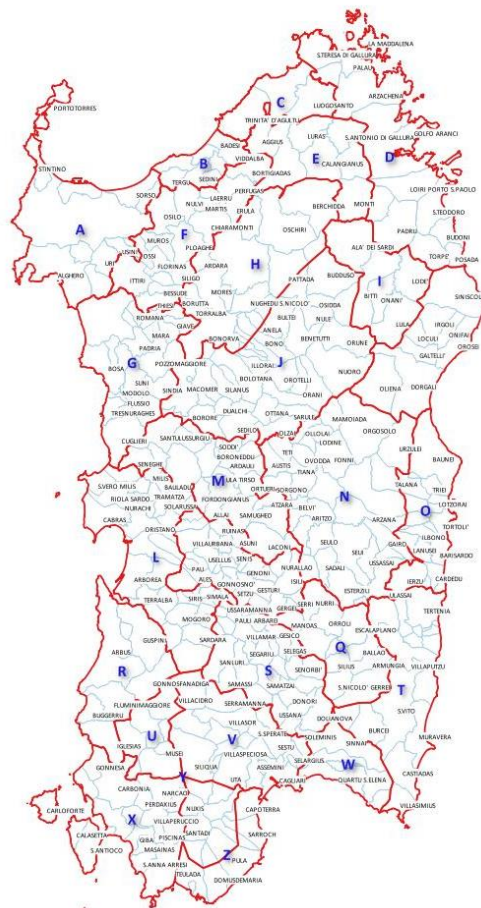 LA MADDALENA
S.TERESA DI GALLURA
PALAU
ARZACHENA
PORTOTORRES
C
LUOGOSANTO
TRINITA' D'AGULTU
AGGIUS
LURAS
S.ANTONIO DI GALLURA
GOLFO ARANCI
BADESI
VIDDALBA
B
E
CALANGIANUS
D
STINTINO
SEDINI
BORTIGIADAS
TERGU
PERFUGAS
LOIRI PORTO S.PAOLO
SORSO
NULVI
LAERRU
MARTIS
ERULA
BERCHIDDA
MONTI
S.TEODORO
A
OSILO
F
CHIARAMONTI
OSCHIRI
PADRU
BUDONI
USINI
MUROS
PLOAGHE
ALA' DEI SARDI
TORPE'
POSADA
URI
OSSI
FLORINAS
ARDARA
H
ALGHERO
ITTIRI
SILIGO
PATTADA
BUDDUSO'
I
LODE'
BESSUDE
MORES
BITTI
ONANI'
SINISCOL
THIESI
BORUTTA
NUGHEDU S.NICOLO'
OSIDDA
TORRALBA
BULTEI
NULE
ROMANA
GIAVE
ANELA
LULA
IRGOLI
MARA
BONORVA
BONO
BENETUTTI
ORUNE
LOCULI
ONIFAI
PADRIA
J
GALTELLI'
OROSEI
G
POZZOMAGGIORE
ILLORAI
BOSA
BOLOTANA
OROTELLI
NUORO
SUNI
SINDIA
MACOMER
SILANUS
OLIENA
DORGALI
MODOLO
ORANI
FLUSSIO
DUALCHI
TRESNURAGHES
BORORE
OTTANA
SARULE
SEDILO
MAMOIADA
CUGLIERI
OLZAI
OLLOLAI
SANTULUSSURGIU
SODDI'
LODINE
ORGOSOLO
BORONEDDU
TETI
URZULEI
SENEGHE
ARDAULI
AUSTIS
OVODDA
FONNI
BAUNEI
MILIS
M
ULA TIRSO
TIANA
TALANA
S.VERO MILIS
BAULADU
ORTUERI
SORGONO
N
TRIEI
RIOLA SARDO
TRAMATZA
FORDONGIANUS
ATZARA
O
LOTZORAI
NURACHI
SOLARUSSA
BELVI'
CABRAS
ALLAI
SAMUGHEO
ARITZO
ARZANA
TORTOLI'
ORISTANO
RUINAS
ILBONO
VILLAURBANA
ASUNI
SEULO
GAIRO
LANUSEI
L
LACONI
SEUI
BARISARDO
USELLUS
SENIS
SADALI
USSASSAI
ARBOREA
PAU
GENONI
NURALLAO
CARDEDU
ALES
GONNOSNO'
ISILI
ESTERZILI
IERZU
TERRALBA
SIRIS
SIMALA
SETZU
GESTURI
ULASSAI
USSARAMANNA
GERGEI
SERRI
NURRI
MOGORO
PAULI ARBAREI
MANDAS
ORROLI
TERTENIA
GUSPINI
SARDARA
VILLAMAR
GESICO
ESCALAPLANO
ARBUS
SEGARIU
SELEGAS
Q
BALLAO
SANLURI
SILIUS
VILLAPUTZU
R
S
SENORBI'
ARMUNGIA
GONNOSFANADIGA
SAMASSI
SAMATZAI
S.NICOLO' GERREI
T
FLUMINIMAGGIORE
VILLACIDRO
SERRAMANNA
DONORI
S.VITO
BUGGERRU
VILLASOR
USSANA
DOLIANOVA
BURCEI
U
V
S.SPERATE
SOLEMINIS
MURAVERA
IGLESIAS
VILLASPECIOSA
SESTU
SINNAI
MUSEI
SELARGIUS
W
GONNESA
SILIQUA
ASSEMINI
CASTIADAS
Y
UTA
CAGLIARI
QUARTU S.ELENA
CARBONIA
NARCAO
CARLOFORTE
PERDAXIUS
NUXIS
CAPOTERRA
VILLASIMIUS
X
VILLAPERUCCIO
CALASETTA
PISCINAS
SANTADI
SARROCH
GIBA
S.ANTIOCO
MASAINAS
Z
PULA
S.ANNA ARRESI
TEULADA
DOMUSDEMARIA